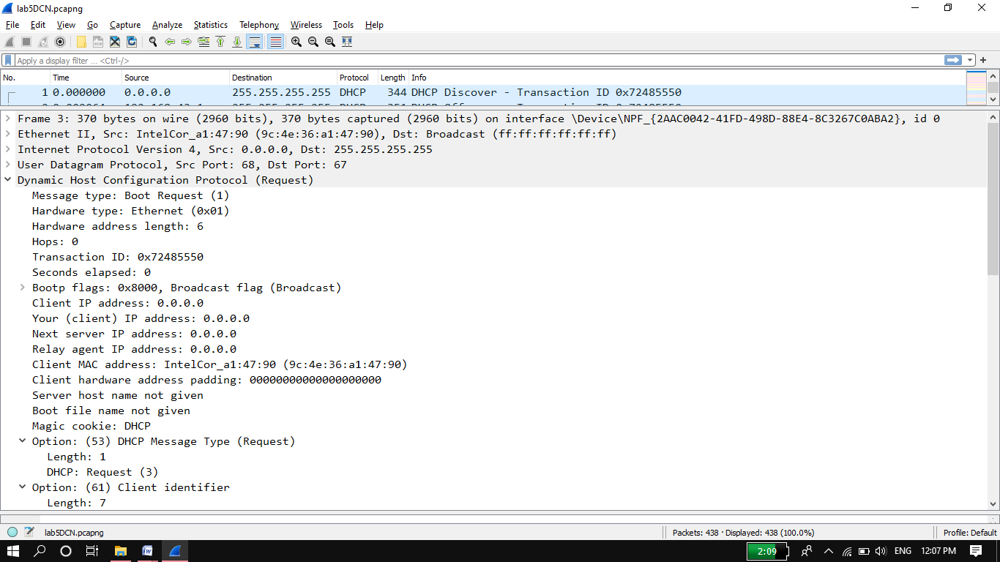 lab5DCN.pcapng
File Edit View Go Capture Analyze Statistics Telephony Wireless Tools Help
Apply a display filter ... <Ctrl-/>
No. Time Source Destination Protocol Length Info
1 0.000000 0.0.0.0 255.255.255.255 DHCP 344 DHCP Discover - Transaction ID 0x72485550
Frame 3: 370 bytes on wire (2960 bits), 370 bytes captured (2960 bits) on interface \Device\NPF_{2AAC0042-41FD-498D-88E4-8C3267C0ABA2}, id 0
Ethernet II, Src: IntelCor_a1:47:90 (9c:4e:36:a1:47:90), Dst: Broadcast (ff:ff:ff:ff:ff:ff)
Internet Protocol Version 4, Src: 0.0.0.0, Dst: 255.255.255.255
User Datagram Protocol, Src Port: 68, Dst Port: 67
Dynamic Host Configuration Protocol (Request)
Message type: Boot Request (1)
Hardware type: Ethernet (0x01)
Hardware address length: 6
Hops: 0
Transaction ID: 0x72485550
Seconds elapsed: 0
Bootp flags: 0x8000, Broadcast flag (Broadcast)
Client IP address: 0.0.0.0
Your (client) IP address: 0.0.0.0
Next server IP address: 0.0.0.0
Relay agent IP address: 0.0.0.0
Client MAC address: IntelCor_a1:47:90 (9c:4e:36:a1:47:90)
Client hardware address padding: 00000000000000000000
Server host name not given
Boot file name not given
Magic cookie: DHCP
Option: (53) DHCP Message Type (Request)
Length: 1
DHCP: Request (3)
Option: (61) Client identifier
Length: 7
lab5DCN.pcapng Packets: 438 · Displayed: 438 (100.0%) Profile: Default
2:09 ENG 12:07 PM